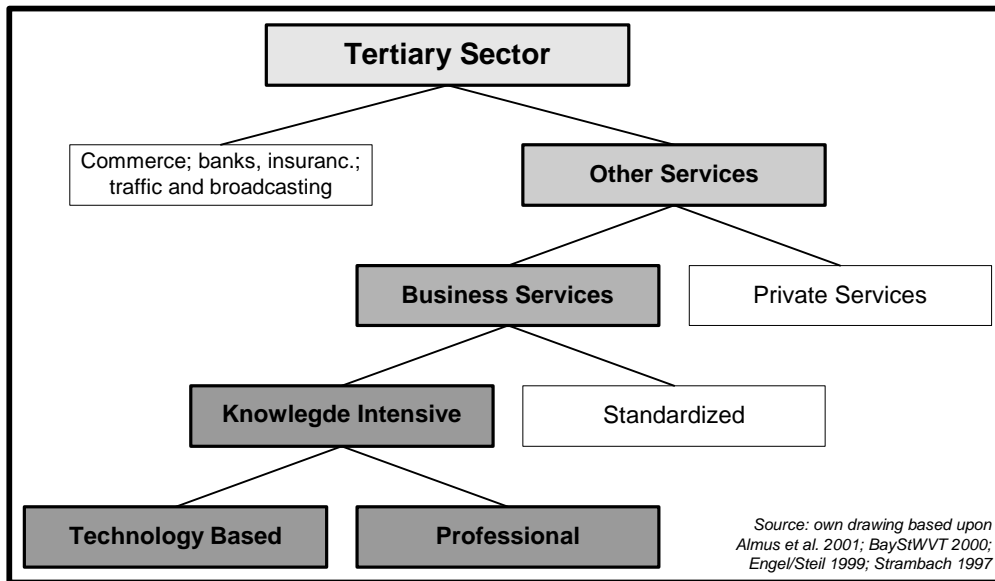 Tertiary Sector
Commerce; banks, insuranc.;
traffic and broadcasting
Other Services
Business Services
Private Services
Knowlegde Intensive
Standardized
Technology Based
Professional
Source: own drawing based upon
Almus et al. 2001; BayStWVT 2000;
Engel/Steil 1999; Strambach 1997